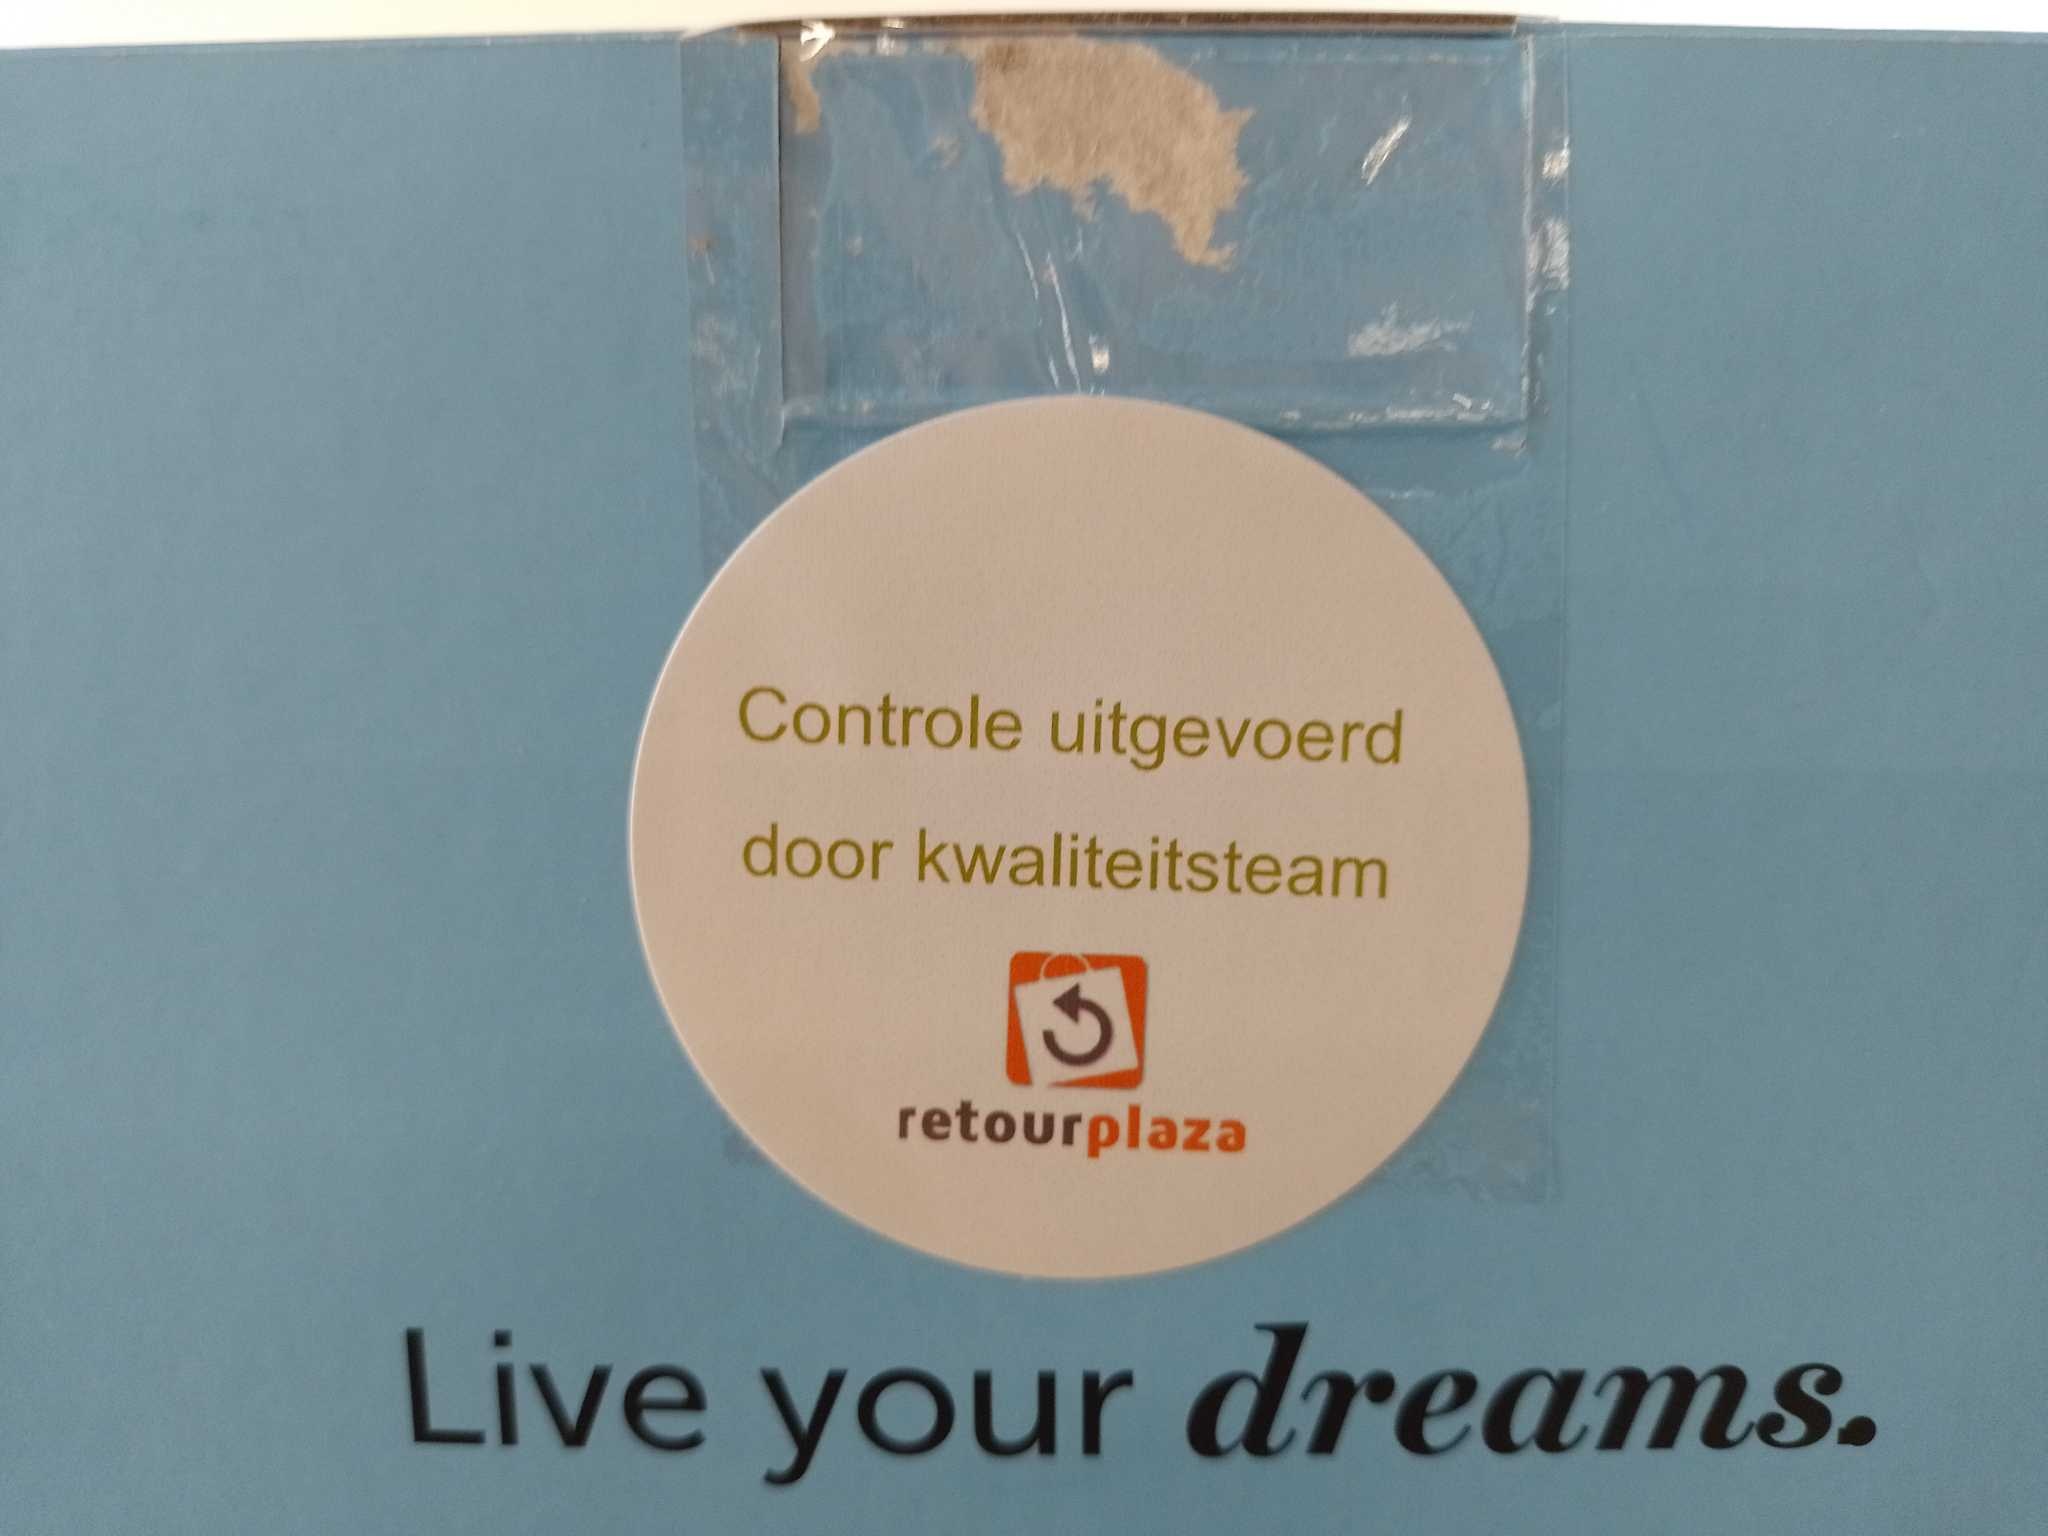 Controle uitgevoerd
door kwaliteitsteam
retourplaza
Live your dreams.